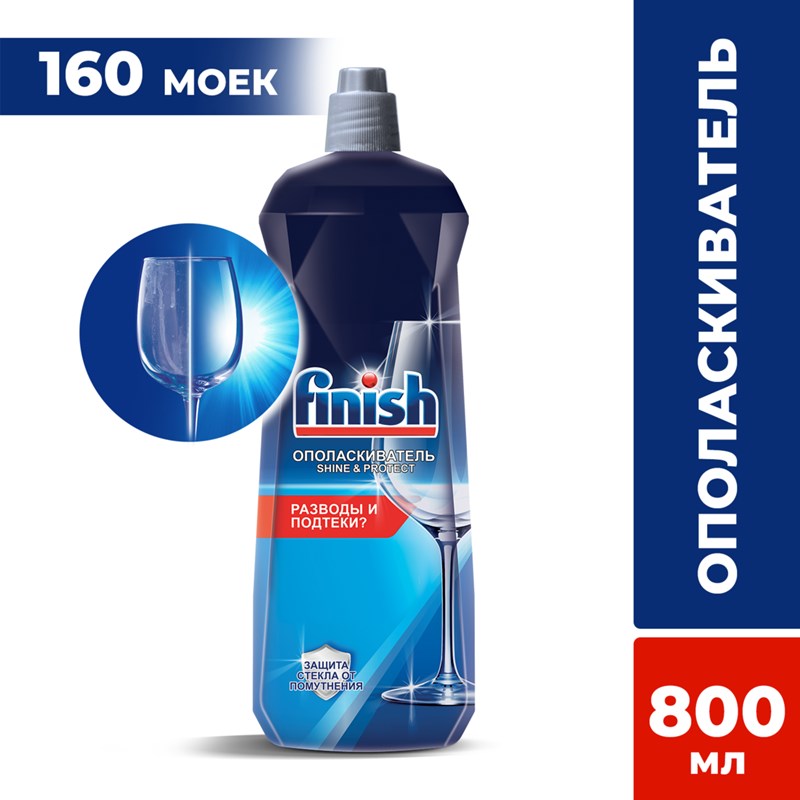 160 МОЕК
finish
ОПОЛАСКИВАТЕЛЬ
SHINE & PROTECT
РАЗВОДЫ И
ПОДТЕКИ?
ЗАЩИТА
СТЕКЛА ОТ
ПОМУТНЕНИЯ
ОПОЛАСКИВАТЕЛЬ
800
МЛ